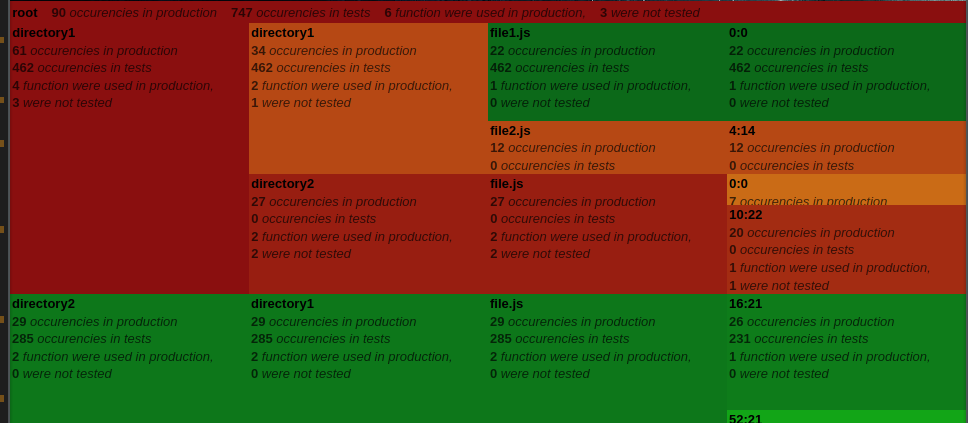 root 90 occurencies in production 747 occurencies in tests 6 function were used in production, 3 were not tested
directory1
61 occurencies in production
462 occurencies in tests
4 function were used in production,
3 were not tested
directory1
34 occurencies in production
462 occurencies in tests
2 function were used in production,
1 were not tested
file1.js
22 occurencies in production
462 occurencies in tests
1 function were used in production,
0 were not tested
0:0
22 occurencies in production
462 occurencies in tests
1 function were used in production,
0 were not tested
file2.js
12 occurencies in production
0 occurencies in tests
4:14
12 occurencies in production
0 occurencies in tests
directory2
27 occurencies in production
0 occurencies in tests
2 function were used in production,
2 were not tested
file.js
27 occurencies in production
0 occurencies in tests
2 function were used in production,
2 were not tested
0:0
7 occurencies in production
10:22
20 occurencies in production
0 occurencies in tests
1 function were used in production,
1 were not tested
directory2
29 occurencies in production
285 occurencies in tests
2 function were used in production,
0 were not tested
directory1
29 occurencies in production
285 occurencies in tests
2 function were used in production,
0 were not tested
file.js
29 occurencies in production
285 occurencies in tests
2 function were used in production,
0 were not tested
16:21
26 occurencies in production
231 occurencies in tests
1 function were used in production,
0 were not tested
52:21